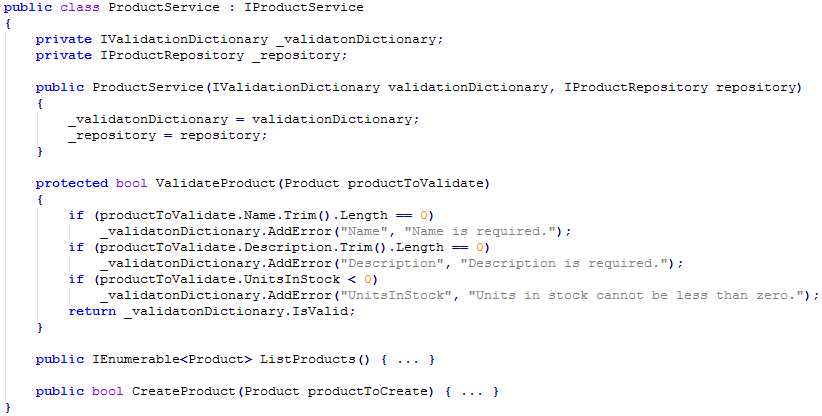 public class ProductService : IProductService
{
    private IValidationDictionary _validatonDictionary;
    private IProductRepository _repository;

    public ProductService(IValidationDictionary validationDictionary, IProductRepository repository)
    {
        _validatonDictionary = validationDictionary;
        _repository = repository;
    }

    protected bool ValidateProduct(Product productToValidate)
    {
        if (productToValidate.Name.Trim().Length == 0)
            _validatonDictionary.AddError("Name", "Name is required.");
        if (productToValidate.Description.Trim().Length == 0)
            _validatonDictionary.AddError("Description", "Description is required.");
        if (productToValidate.UnitsInStock < 0)
            _validatonDictionary.AddError("UnitsInStock", "Units in stock cannot be less than zero.");
        return _validatonDictionary.IsValid;
    }

    public IEnumerable<Product> ListProducts() { ... }

    public bool CreateProduct(Product productToCreate) { ... }
}